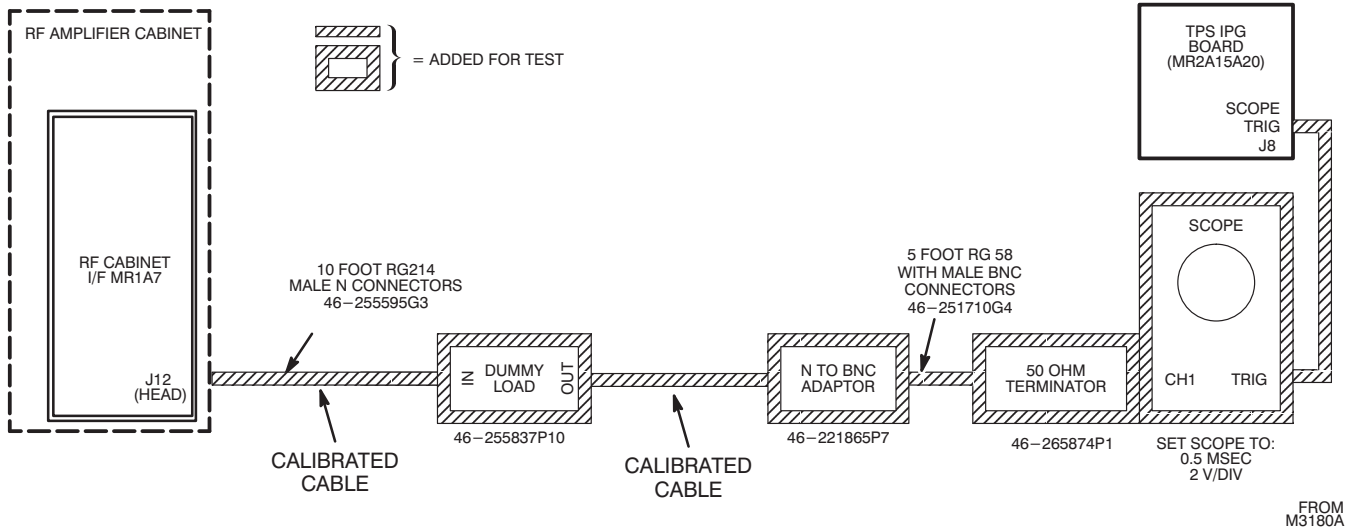 RF AMPLIFIER CABINET
= ADDED FOR TEST
TPS IPG
BOARD
(MR2A15A20)
SCOPE
TRIG
J8
RF CABINET
I/F MR1A7
J12
(HEAD)
10 FOOT RG214
MALE N CONNECTORS
46-255595G3
CALIBRATED
CABLE
IN
DUMMY
LOAD
OUT
46-255837P10
CALIBRATED
CABLE
N TO BNC
ADAPTOR
46-221865P7
5 FOOT RG 58
WITH MALE BNC
CONNECTORS
46-251710G4
50 OHM
TERMINATOR
46-265874P1
SCOPE
CH1 TRIG
SET SCOPE TO:
0.5 MSEC
2 V/DIV
FROM
M3180A